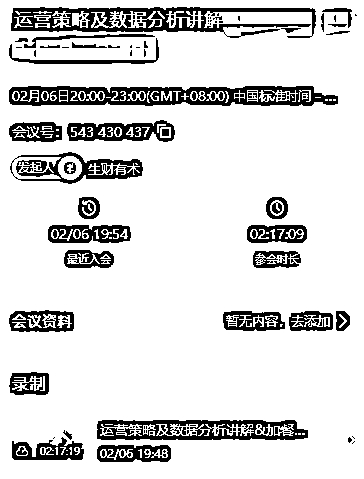 运营策略及数据分析讲解
02月06日20:00-23:00(GMT+08:00) 中国标准时间 - ...
会议号：543 430 437
发起人 生财有术
02/06 19:54
最近入会
02:17:09
参会时长
会议资料
暂无内容，去添加
录制
运营策略及数据分析讲解&加餐...
02:17:19
02/06 19:48